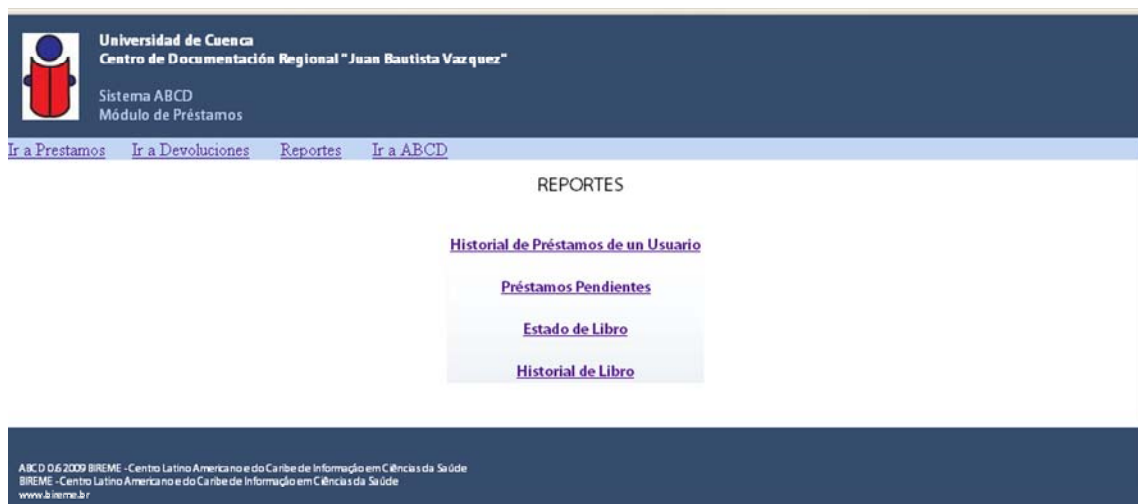 Universidad de Cuenca
Centro de Documentación Regional "Juan Bautista Vazquez"
Sistema ABCD
Módulo de Préstamos
Ir a Prestamos Ir a Devoluciones Reportes Ir a ABCD
REPORTES
Historial de Préstamos de un Usuario
Préstamos Pendientes
Estado de Libro
Historial de Libro
ABCD 0.6 2009 BIREME - Centro Latino Americano e do Caribe de Informação em Ciências da Saúde
BIREME - Centro Latino Americano e do Caribe de Informação em Ciências da Saúde
www.bireme.br